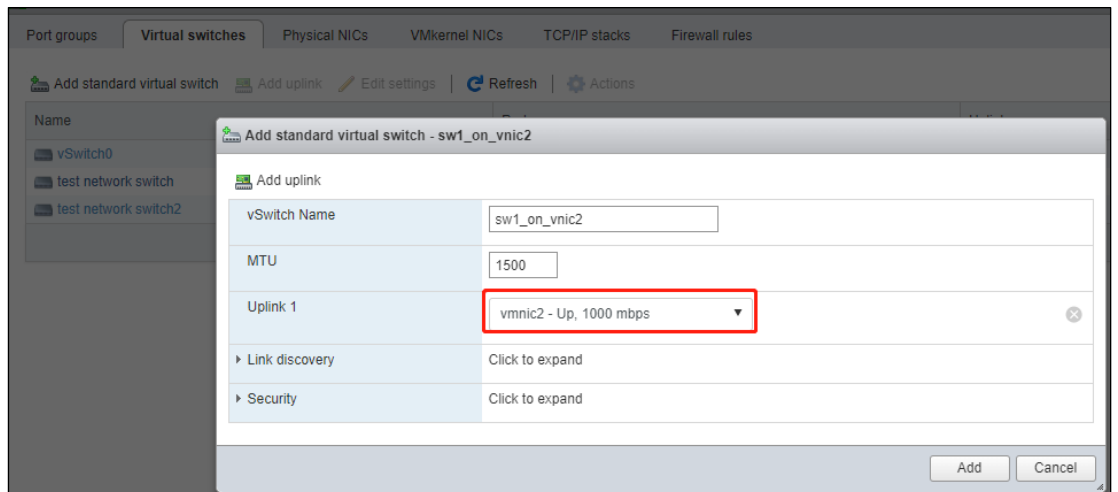 Port groups Virtual switches Physical NICs VMkernel NICs TCP/IP stacks Firewall rules
Add standard virtual switch Add uplink Edit settings Refresh Actions
Name
Add standard virtual switch - sw1_on_vnic2
vSwitch0
test network switch
test network switch2
Add uplink
vSwitch Name sw1_on_vnic2
MTU 1500
Uplink 1 vmnic2 - Up, 1000 mbps
Link discovery Click to expand
Security Click to expand
Add Cancel